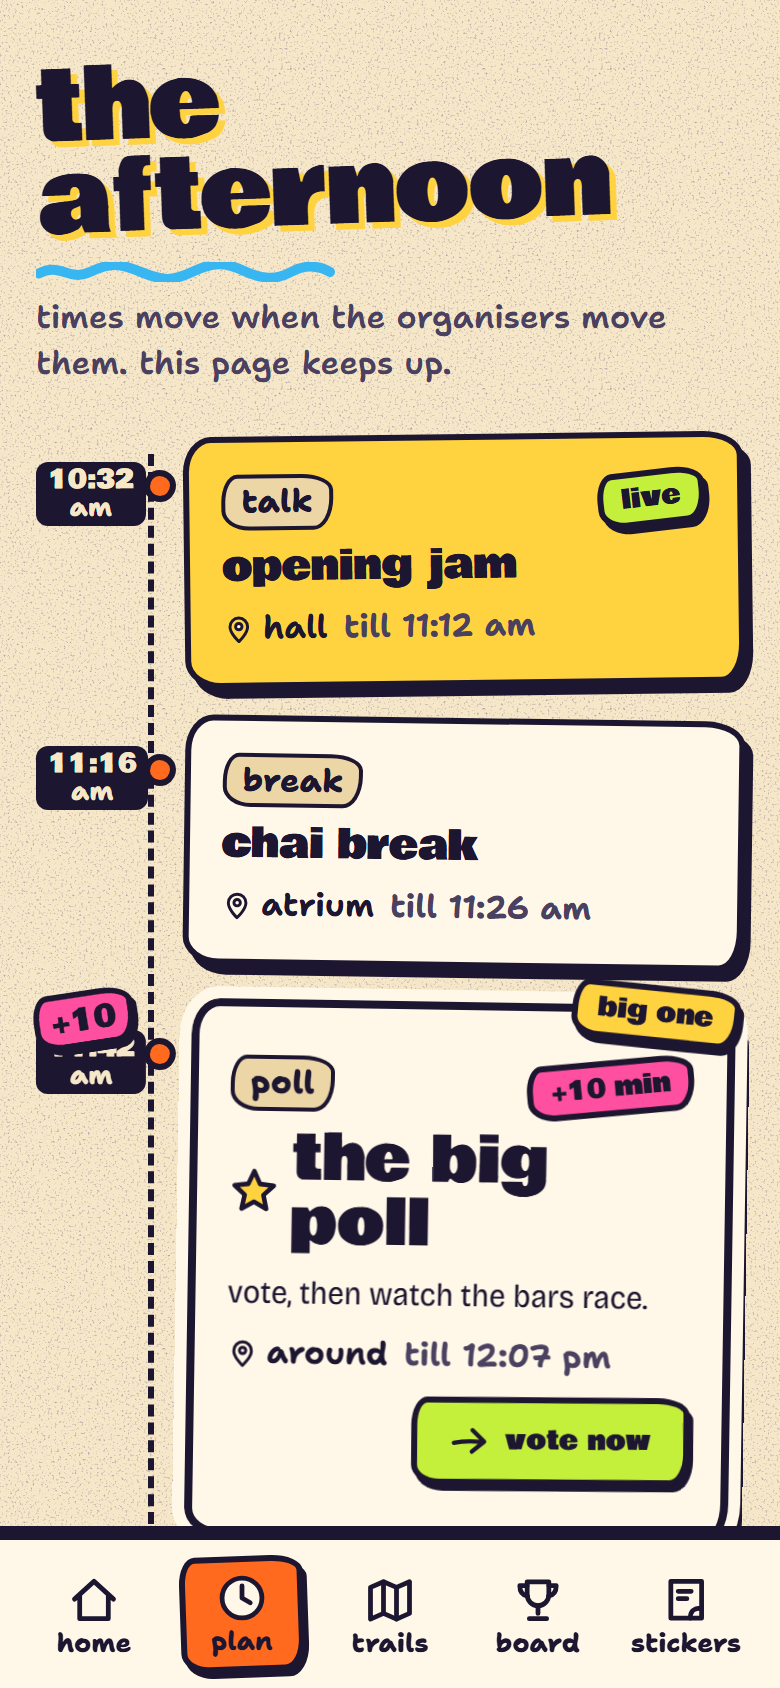 the
afternoon
times move when the organisers move
them. this page keeps up.
10:32
am
talk
live
opening jam
hall till 11:12 am
11:16
am
break
chai break
atrium till 11:26 am
+10
am
big one
poll
+10 min
the big
poll
vote, then watch the bars race.
around till 12:07 pm
→ vote now
home
plan
trails
board
stickers